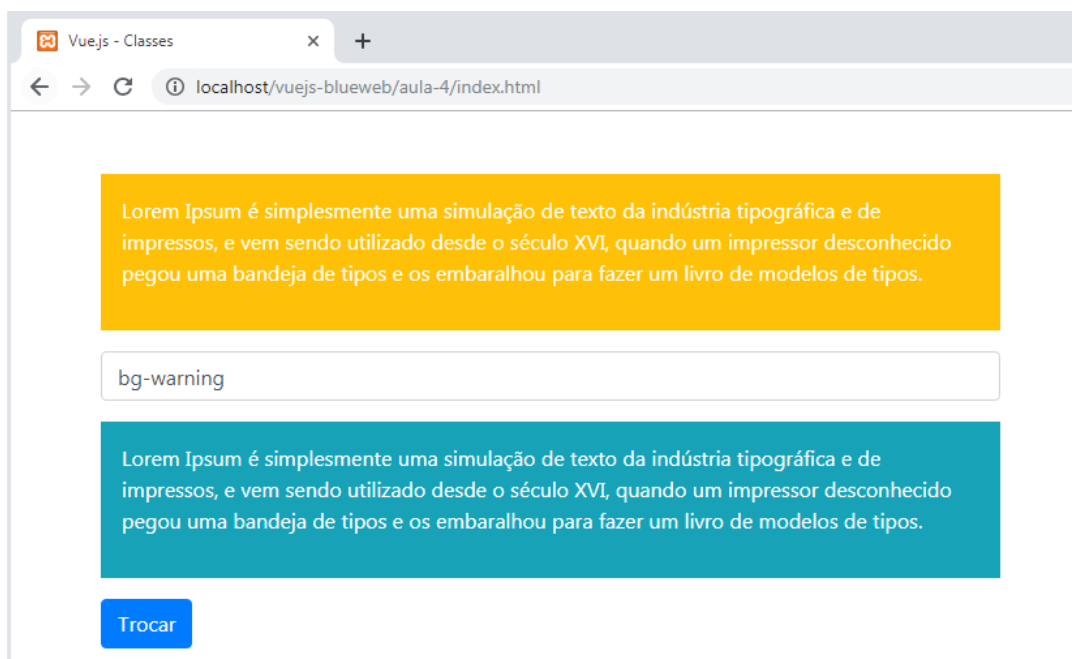 Vue.js - Classes
localhost/vuejs-blueweb/aula-4/index.html
Lorem Ipsum é simplesmente uma simulação de texto da indústria tipográfica e de
impressos, e vem sendo utilizado desde o século XVI, quando um impressor desconhecido
pegou uma bandeja de tipos e os embaralhou para fazer um livro de modelos de tipos.
bg-warning
Lorem Ipsum é simplesmente uma simulação de texto da indústria tipográfica e de
impressos, e vem sendo utilizado desde o século XVI, quando um impressor desconhecido
pegou uma bandeja de tipos e os embaralhou para fazer um livro de modelos de tipos.
Trocar